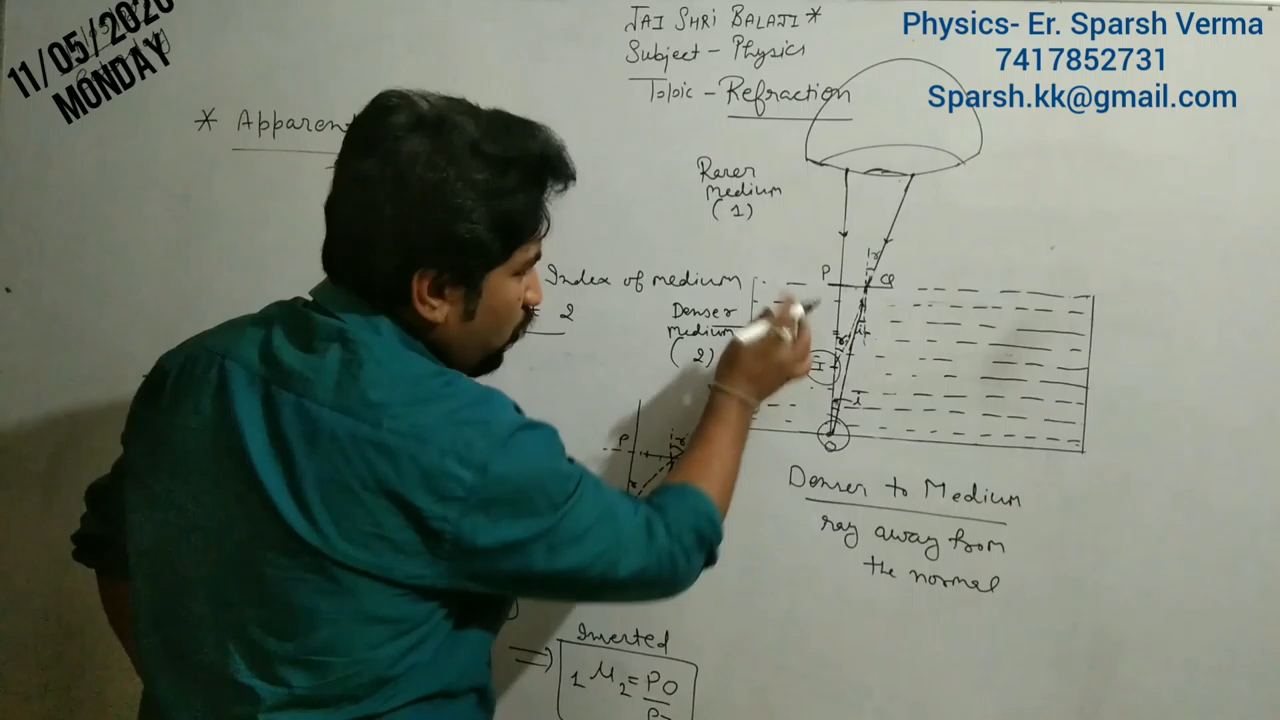 11/05/2020
MONDAY
JAI SHRI BALAJI *
Subject - Physics
Topic - Refraction
Physics- Er. Sparsh Verma
7417852731
Sparsh.kk@gmail.com
* Apparent
Rarer
medium
(1)
Index of medium
2
Denser
medium
(2)
P
Q
r
i
r
I
i
O
P
r
Denser to Medium
ray away from
the normal
Inverted
⇒ 1 μ 2 = PO